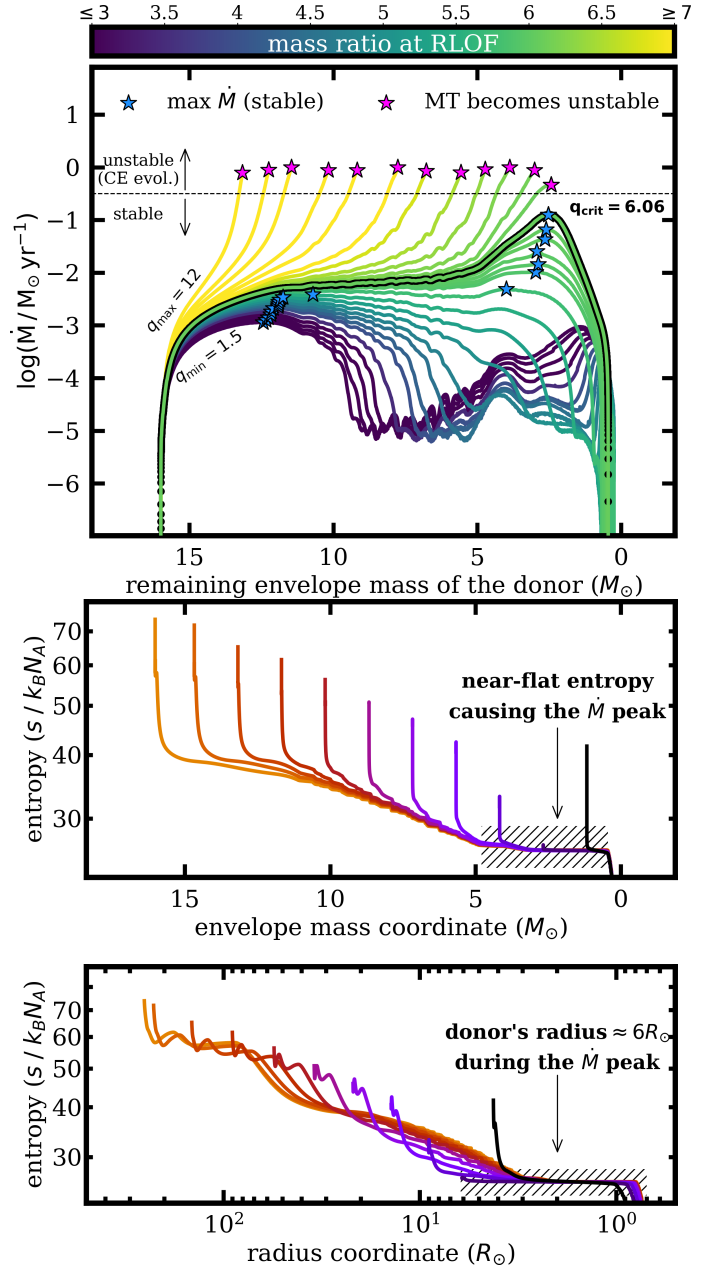 ≤ 3 3.5 4 4.5 5 5.5 6 6.5 ≥ 7
mass ratio at RLOF
max Ṁ (stable) MT becomes unstable
unstable
(CE evol.)
stable
q_crit = 6.06
q_max = 12
q_min = 1.5
log(Ṁ / M⊙ yr⁻¹)
1
0
−1
−2
−3
−4
−5
−6
15 10 5 0
remaining envelope mass of the donor (M⊙)
entropy (s / k_B N_A)
70
50
40
30
near-flat entropy
causing the Ṁ peak
15 10 5 0
envelope mass coordinate (M⊙)
entropy (s / k_B N_A)
70
60
50
40
30
donor's radius ≈ 6R⊙
during the Ṁ peak
10² 10¹ 10⁰
radius coordinate (R⊙)